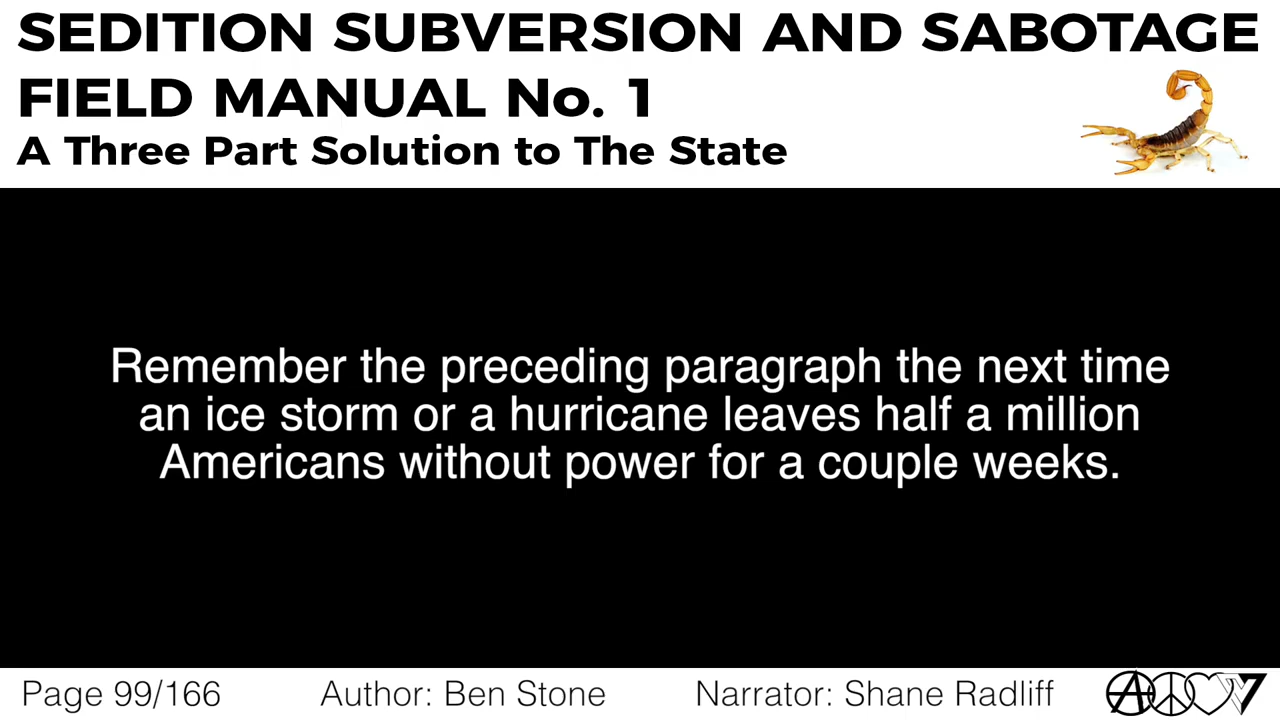 SEDITION SUBVERSION AND SABOTAGE
FIELD MANUAL No. 1
A Three Part Solution to The State
Remember the preceding paragraph the next time
an ice storm or a hurricane leaves half a million
Americans without power for a couple weeks.
Page 99/166 Author: Ben Stone Narrator: Shane Radliff